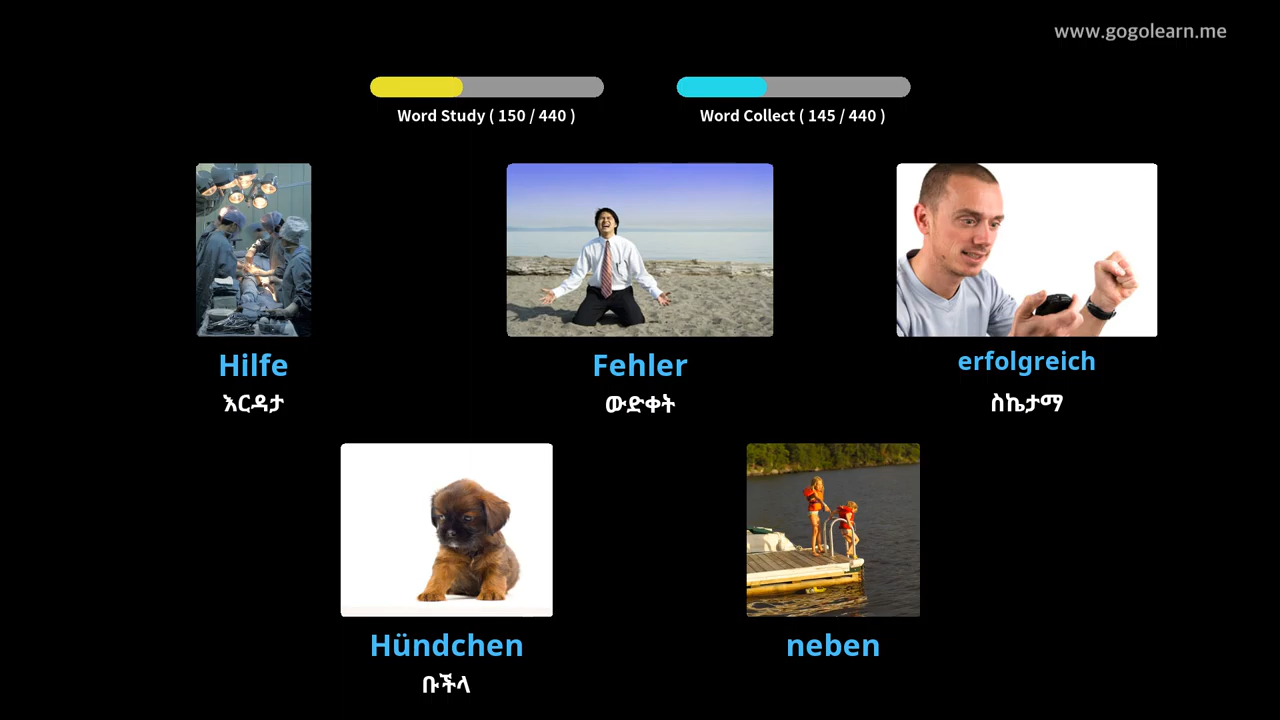 www.gogolearn.me
Word Study ( 150 / 440 )
Word Collect ( 145 / 440 )
Hilfe
እርዳታ
Fehler
ውድቀት
erfolgreich
ስኬታማ
Hündchen
ቡችላ
neben